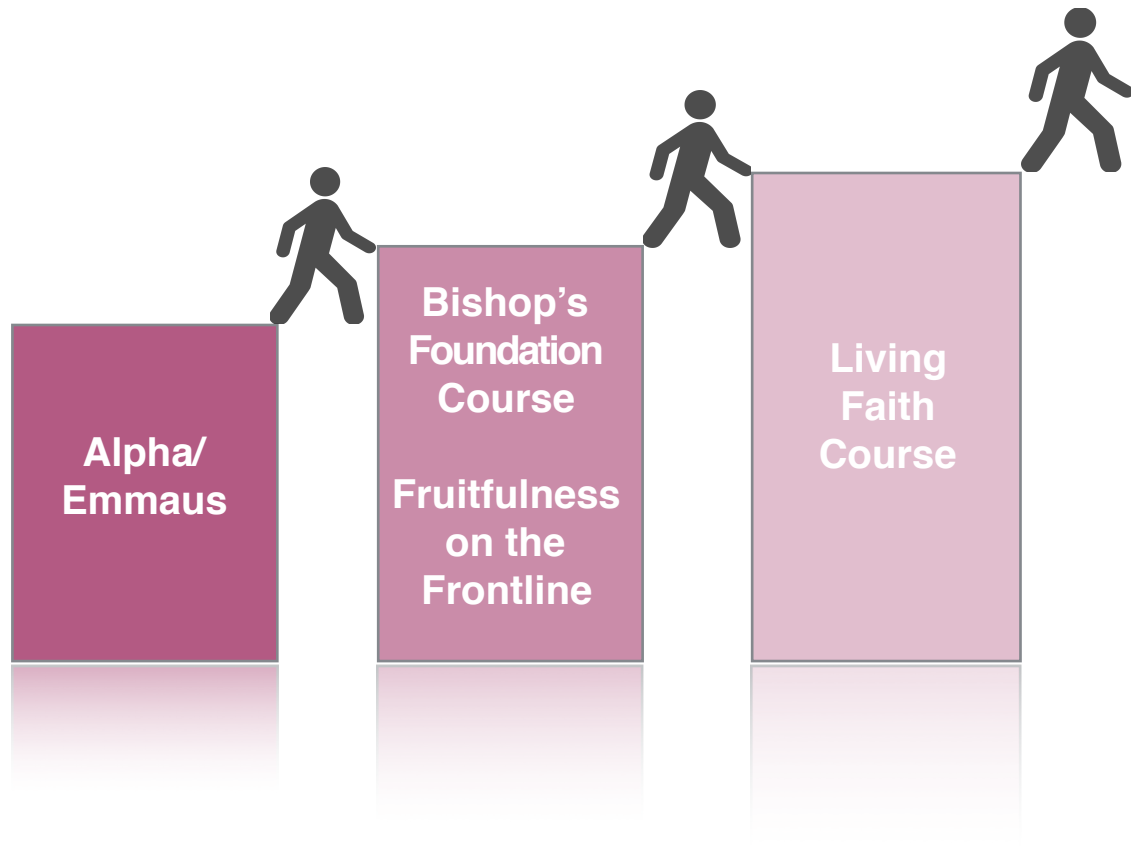 Alpha/
Emmaus
Bishop’s
Foundation
Course
Fruitfulness
on the
Frontline
Living
Faith
Course